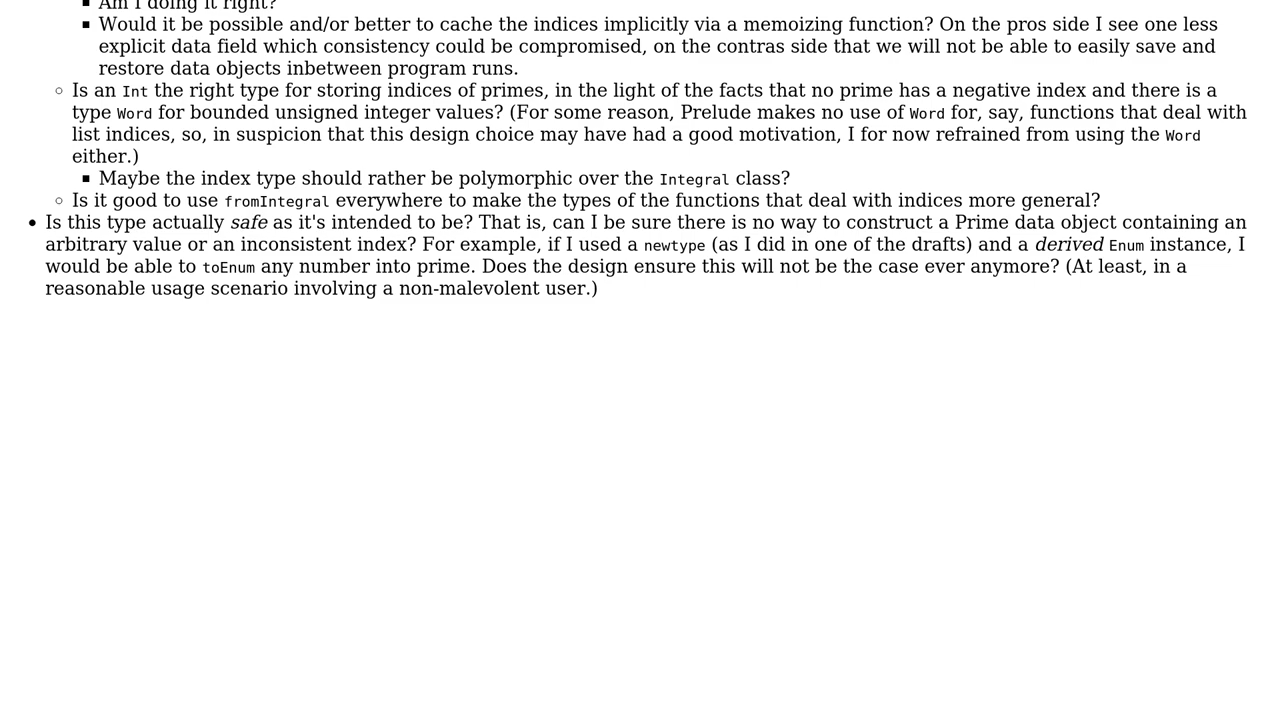 Am I doing it right?
Would it be possible and/or better to cache the indices implicitly via a memoizing function? On the pros side I see one less
explicit data field which consistency could be compromised, on the contras side that we will not be able to easily save and
restore data objects inbetween program runs.
Is an Int the right type for storing indices of primes, in the light of the facts that no prime has a negative index and there is a
type Word for bounded unsigned integer values? (For some reason, Prelude makes no use of Word for, say, functions that deal with
list indices, so, in suspicion that this design choice may have had a good motivation, I for now refrained from using the Word
either.)
Maybe the index type should rather be polymorphic over the Integral class?
Is it good to use fromIntegral everywhere to make the types of the functions that deal with indices more general?
Is this type actually safe as it's intended to be? That is, can I be sure there is no way to construct a Prime data object containing an
arbitrary value or an inconsistent index? For example, if I used a newtype (as I did in one of the drafts) and a derived Enum instance, I
would be able to toEnum any number into prime. Does the design ensure this will not be the case ever anymore? (At least, in a
reasonable usage scenario involving a non-malevolent user.)